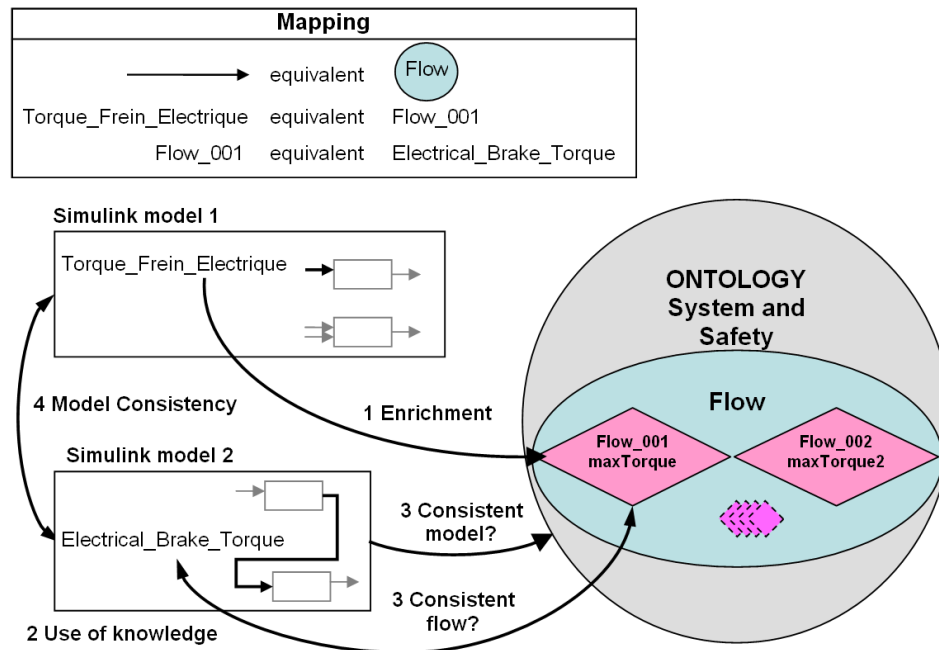 Mapping
equivalent Flow
Torque_Frein_Electrique equivalent Flow_001
Flow_001 equivalent Electrical_Brake_Torque
Simulink model 1
Torque_Frein_Electrique
ONTOLOGY
System and
Safety
4 Model Consistency
1 Enrichment
Flow
Flow_001
maxTorque
Flow_002
maxTorque2
Simulink model 2
Electrical_Brake_Torque
3 Consistent
model?
3 Consistent
flow?
2 Use of knowledge